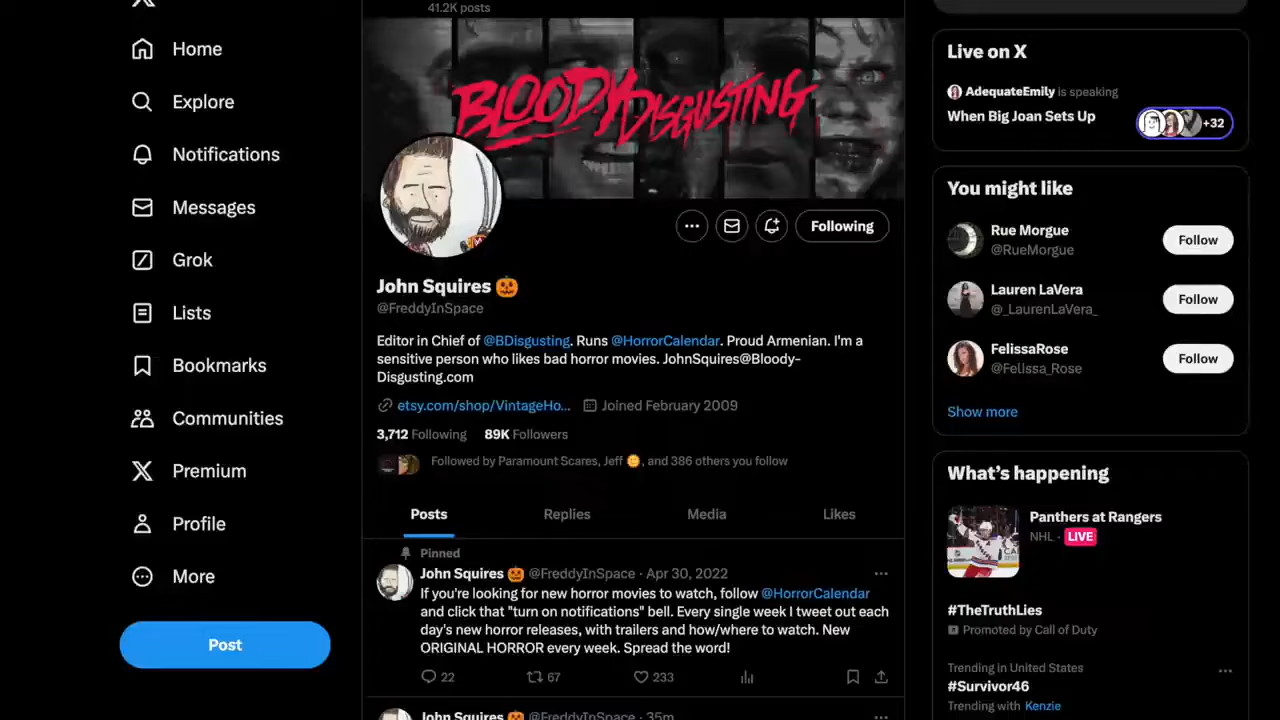 41.2K posts
BLOODY DISGUSTING
Home
Explore
Notifications
Messages
Grok
Lists
Bookmarks
Communities
Premium
Profile
More
Post
Following
John Squires 🎃
@FreddyInSpace
Editor in Chief of @BDisgusting. Runs @HorrorCalendar. Proud Armenian. I'm a
sensitive person who likes bad horror movies. JohnSquires@Bloody-
Disgusting.com
etsy.com/shop/VintageHo... Joined February 2009
3,712 Following 89K Followers
Followed by Paramount Scares, Jeff 🌞, and 386 others you follow
Posts Replies Media Likes
Pinned
John Squires 🎃 @FreddyInSpace · Apr 30, 2022
If you're looking for new horror movies to watch, follow @HorrorCalendar
and click that "turn on notifications" bell. Every single week I tweet out each
day's new horror releases, with trailers and how/where to watch. New
ORIGINAL HORROR every week. Spread the word!
22 67 233
John Squires 🎃 @FreddyInSpace · 35m
Live on X
AdequateEmily is speaking
When Big Joan Sets Up
+32
You might like
Rue Morgue
@RueMorgue
Follow
Lauren LaVera
@_LaurenLaVera_
Follow
FelissaRose
@Felissa_Rose
Follow
Show more
What's happening
Panthers at Rangers
NHL · LIVE
#TheTruthLies
Promoted by Call of Duty
Trending in United States
#Survivor46
Trending with Kenzie